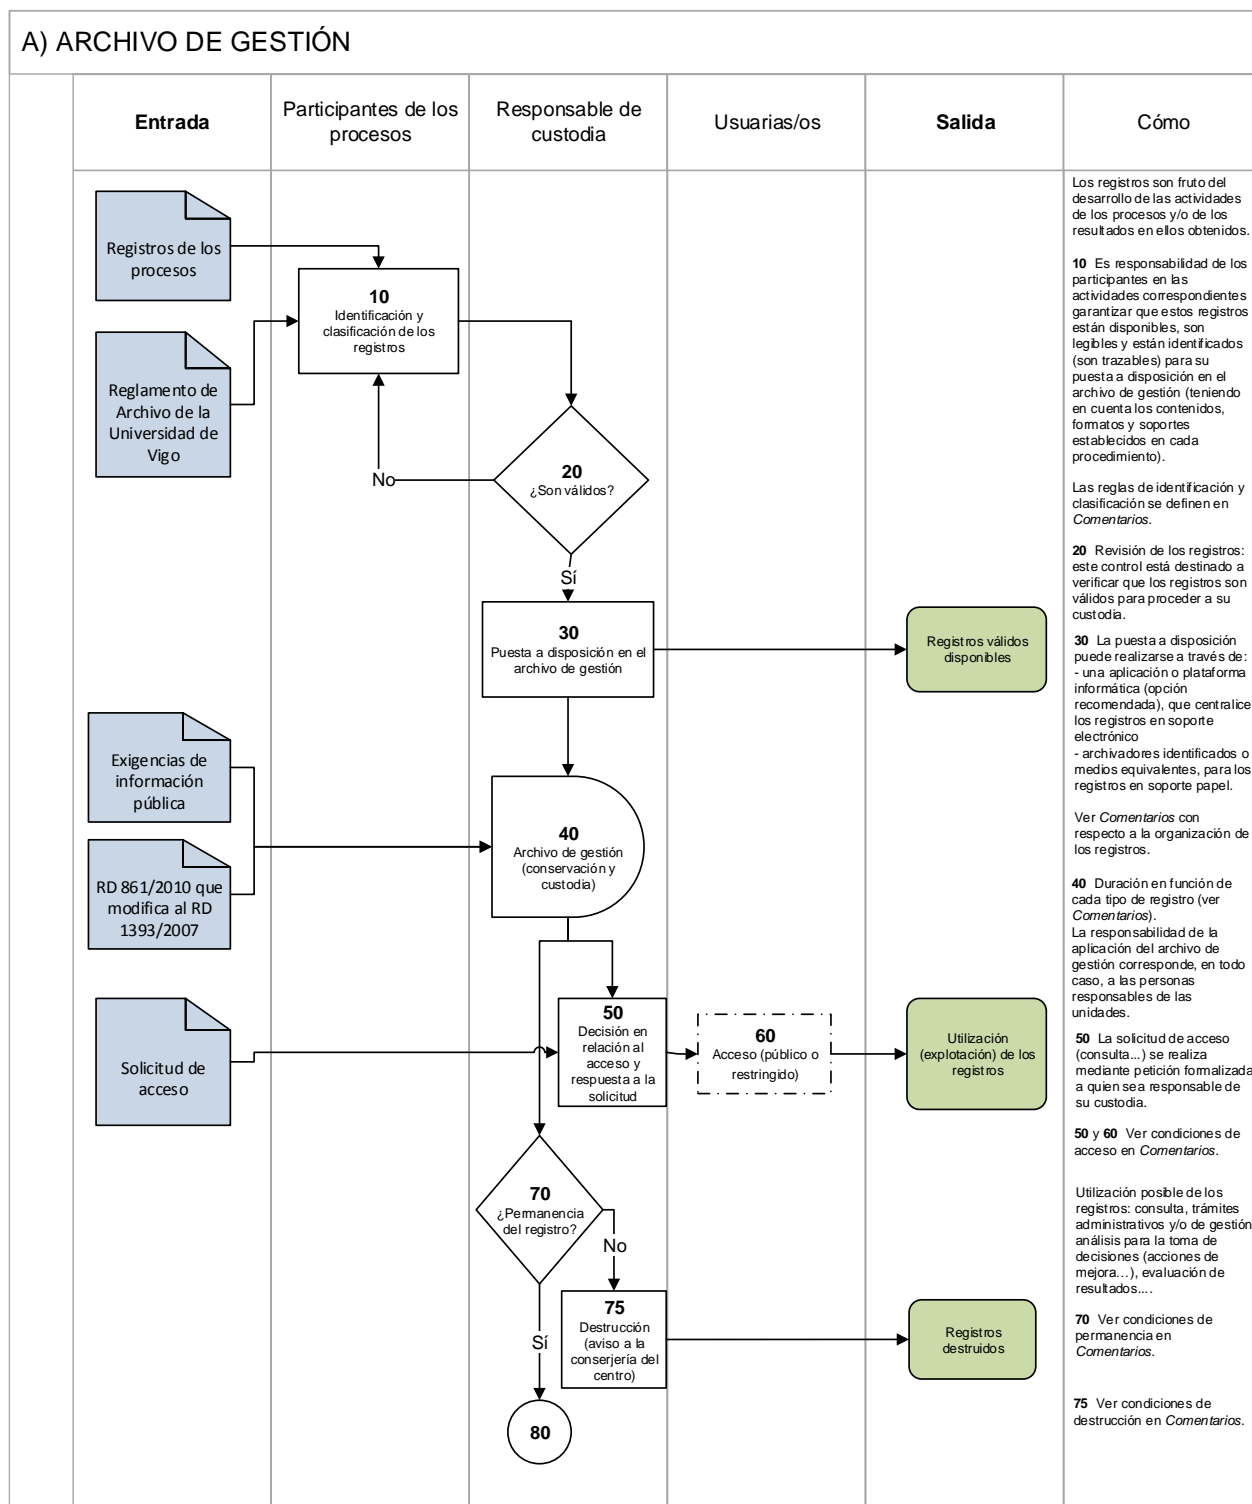 A) ARCHIVO DE GESTIÓN
Entrada
Participantes de los
procesos
Responsable de
custodia
Usuarias/os
Salida
Cómo
Registros de los
procesos
Reglamento de
Archivo de la
Universidad de
Vigo
10
Identificación y
clasificación de los
registros
20
¿Son válidos?
No
Sí
30
Puesta a disposición en el
archivo de gestión
Registros válidos
disponibles
Exigencias de
información
pública
RD 861/2010 que
modifica al RD
1393/2007
40
Archivo de gestión
(conservación y
custodia)
Solicitud de
acceso
50
Decisión en
relación al
acceso y
respuesta a la
solicitud
60
Acceso (público o
restringido)
Utilización
(explotación) de los
registros
70
¿Permanencia
del registro?
No
Sí
75
Destrucción
(aviso a la
conserjería del
centro)
Registros
destruidos
80
Los registros son fruto del
desarrollo de las actividades
de los procesos y/o de los
resultados en ellos obtenidos.
10 Es responsabilidad de los
participantes en las
actividades correspondientes
garantizar que estos registros
están disponibles, son
legibles y están identificados
(son trazables) para su
puesta a disposición en el
archivo de gestión (teniendo
en cuenta los contenidos,
formatos y soportes
establecidos en cada
procedimiento).
Las reglas de identificación y
clasificación se definen en
Comentarios.
20 Revisión de los registros:
este control está destinado a
verificar que los registros son
válidos para proceder a su
custodia.
30 La puesta a disposición
puede realizarse a través de:
- una aplicación o plataforma
informática (opción
recomendada), que centralice
los registros en soporte
electrónico
- archivadores identificados o
medios equivalentes, para los
registros en soporte papel.
Ver Comentarios con
respecto a la organización de
los registros.
40 Duración en función de
cada tipo de registro (ver
Comentarios).
La responsabilidad de la
aplicación del archivo de
gestión corresponde, en todo
caso, a las personas
responsables de las
unidades.
50 La solicitud de acceso
(consulta...) se realiza
mediante petición formalizada
a quien sea responsable de
su custodia.
50 y 60 Ver condiciones de
acceso en Comentarios.
Utilización posible de los
registros: consulta, trámites
administrativos y/o de gestión
análisis para la toma de
decisiones (acciones de
mejora...), evaluación de
resultados....
70 Ver condiciones de
permanencia en
Comentarios.
75 Ver condiciones de
destrucción en Comentarios.